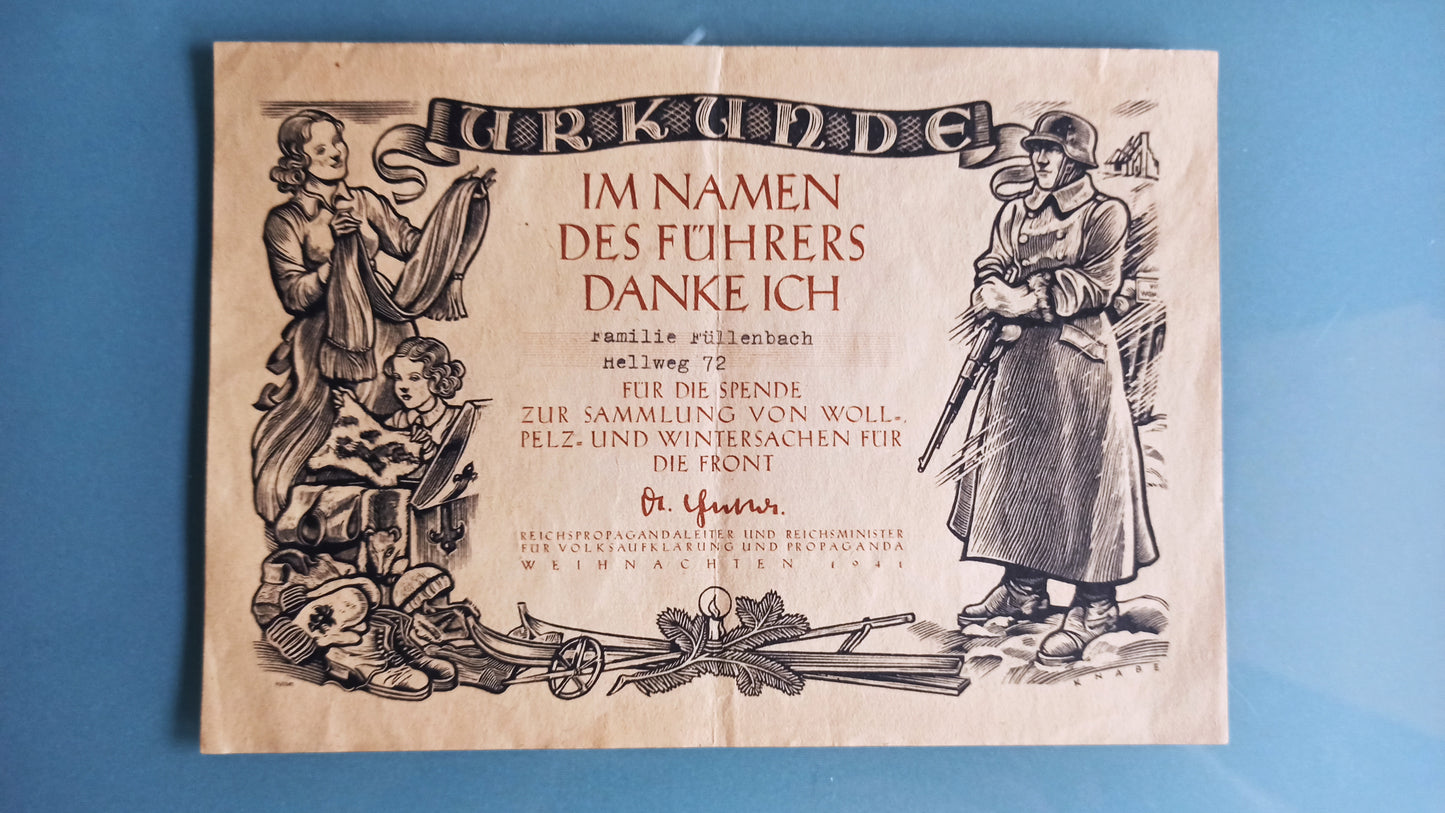 URKUNDE
IM NAMEN
DES FÜHRERS
DANKE ICH
Familie Füllenbach
Hellweg 72
FÜR DIE SPENDE
ZUR SAMMLUNG VON WOLL-,
PELZ- UND WINTERSACHEN FÜR
DIE FRONT
REICHSPROPAGANDALEITER UND REICHSMINISTER
FÜR VOLKSAUFKLÄRUNG UND PROPAGANDA
WEIHNACHTEN 1941
KNABE